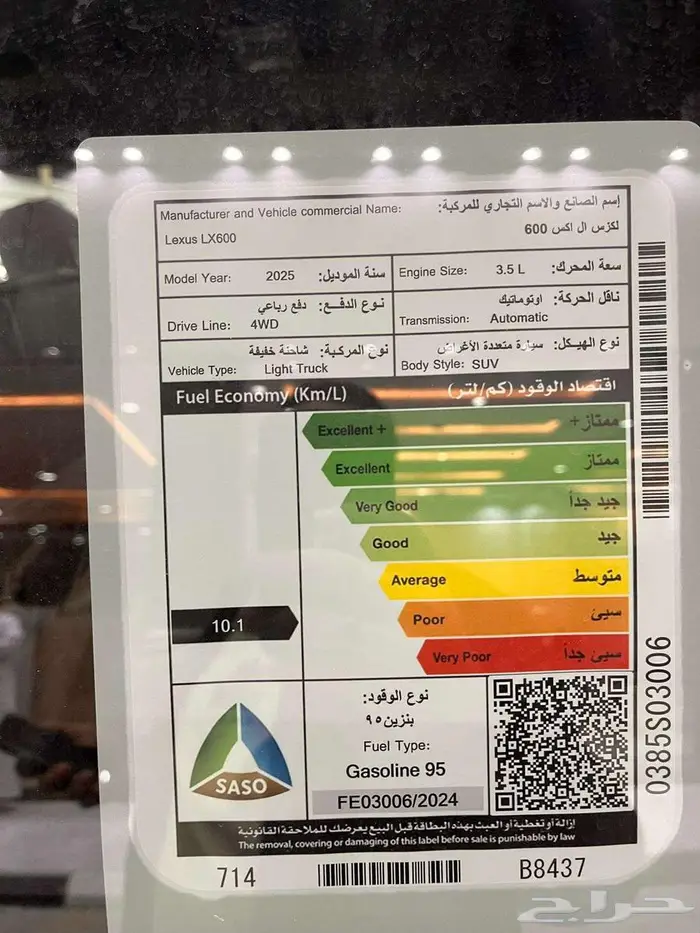 Manufacturer and Vehicle commercial Name: إسم الصانع والاسم التجاري للمركبة:
Lexus LX600 لكزس ال اكس 600
Model Year: 2025 سنة الموديل:
Engine Size: 3.5 L سعة المحرك:
نوع الدفـع: دفع رباعي
Drive Line: 4WD
ناقل الحركة: اوتوماتيك
Transmission: Automatic
نوع المركبة: شاحنة خفيفة
Vehicle Type: Light Truck
نوع الهيكل: سيارة متعددة الأغراض
Body Style: SUV
Fuel Economy (Km/L) اقتصاد الوقود (كم/لتر)
Excellent + ممتاز +
Excellent ممتاز
Very Good جيد جداً
Good جيد
Average متوسط
10.1
Poor سيئ
Very Poor سيئ جداً
SASO
نوع الوقود:
بنزين ٩٥
Fuel Type:
Gasoline 95
FE03006/2024
0385S03006
إزالة أو تغطية أو العبث بهذه البطاقة قبل البيع يعرضك للملاحقة القانونية
The removal, covering or damaging of this label before sale is punishable by law
714 B8437
حراج